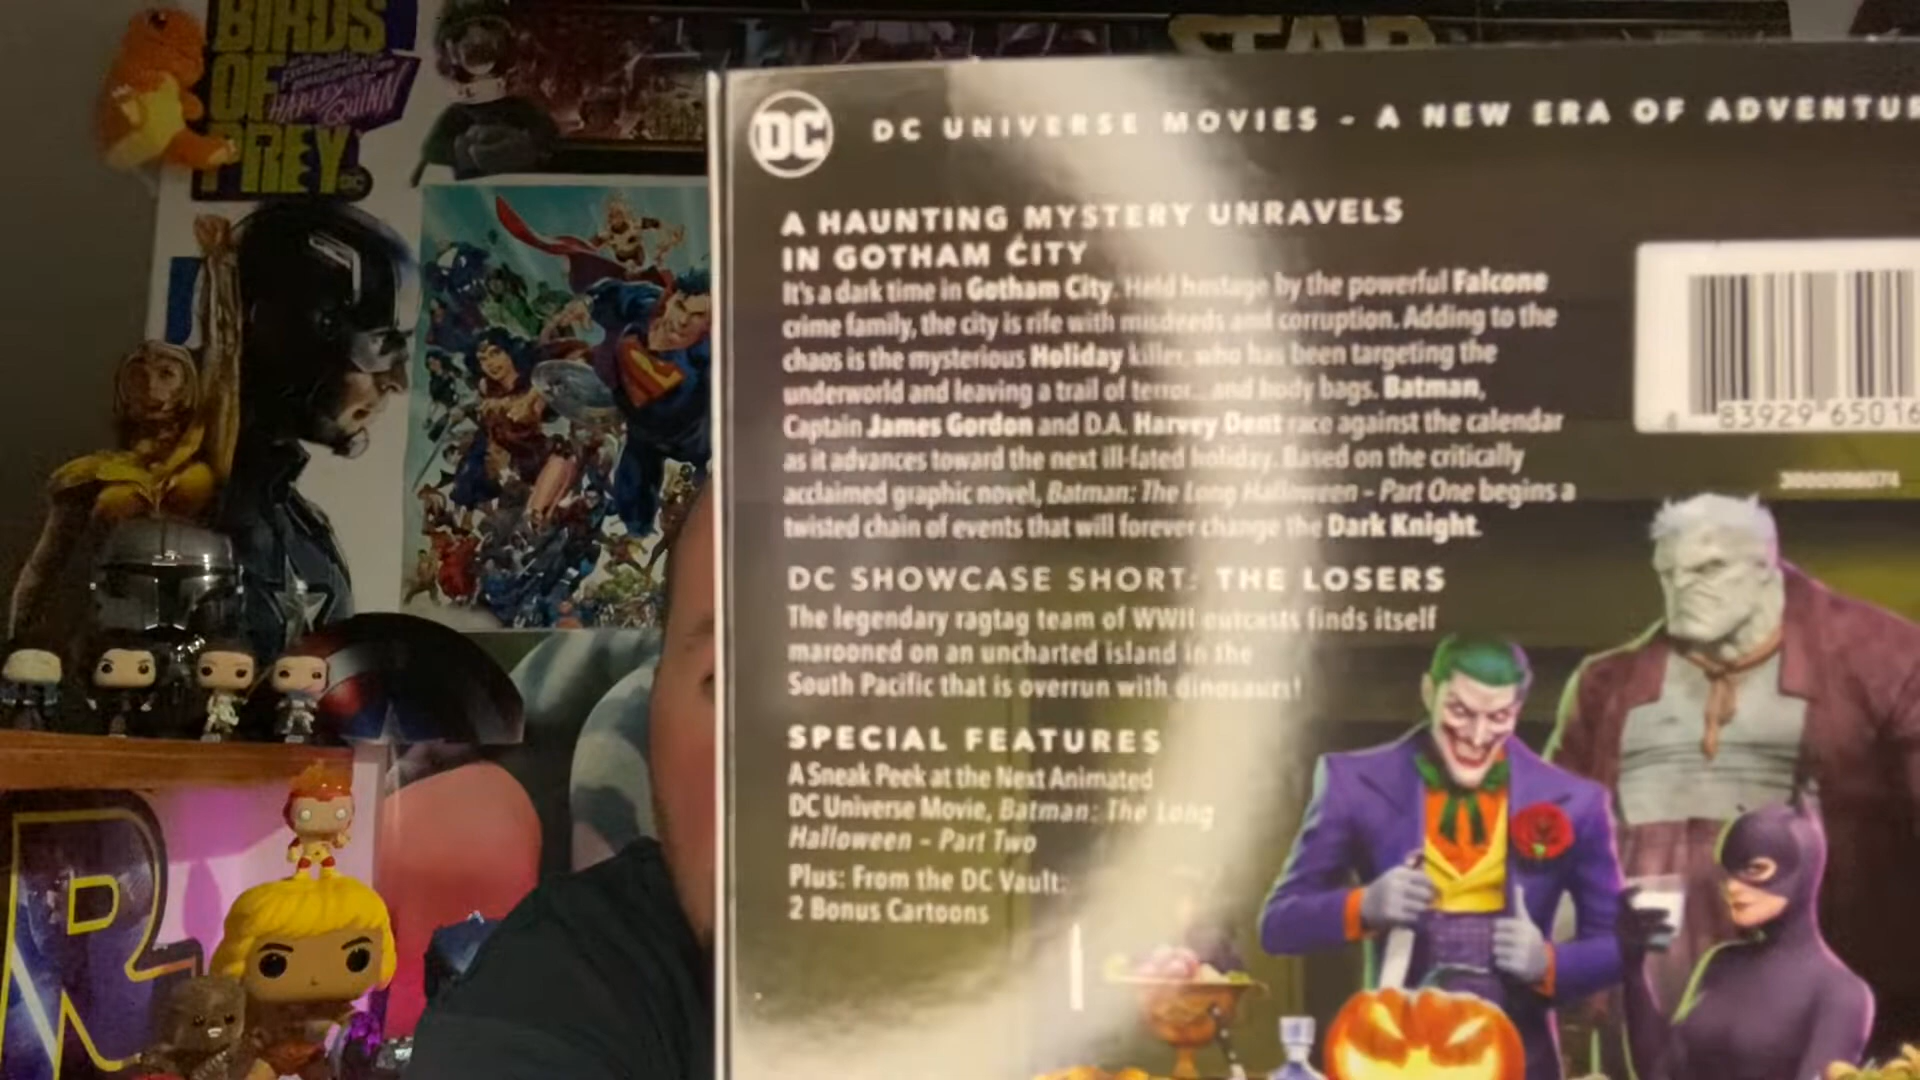 BIRDS
OF
PREY
HARLEY QUINN
STAR
DC
DC UNIVERSE MOVIES - A NEW ERA OF ADVENTUR
A HAUNTING MYSTERY UNRAVELS
IN GOTHAM CITY
It's a dark time in Gotham City. Held hostage by the powerful Falcone
crime family, the city is rife with misdeeds and corruption. Adding to the
chaos is the mysterious Holiday killer, who has been targeting the
underworld and leaving a trail of terror... and body bags. Batman,
Captain James Gordon and D.A. Harvey Dent race against the calendar
as it advances toward the next ill-fated holiday. Based on the critically
acclaimed graphic novel, Batman: The Long Halloween - Part One begins a
twisted chain of events that will forever change the Dark Knight.
DC SHOWCASE SHORT: THE LOSERS
The legendary ragtag team of WWII outcasts finds itself
marooned on an uncharted island in the
South Pacific that is overrun with dinosaurs!
SPECIAL FEATURES
A Sneak Peek at the Next Animated
DC Universe Movie, Batman: The Long
Halloween - Part Two
Plus: From the DC Vault:
2 Bonus Cartoons
83929 65016
R